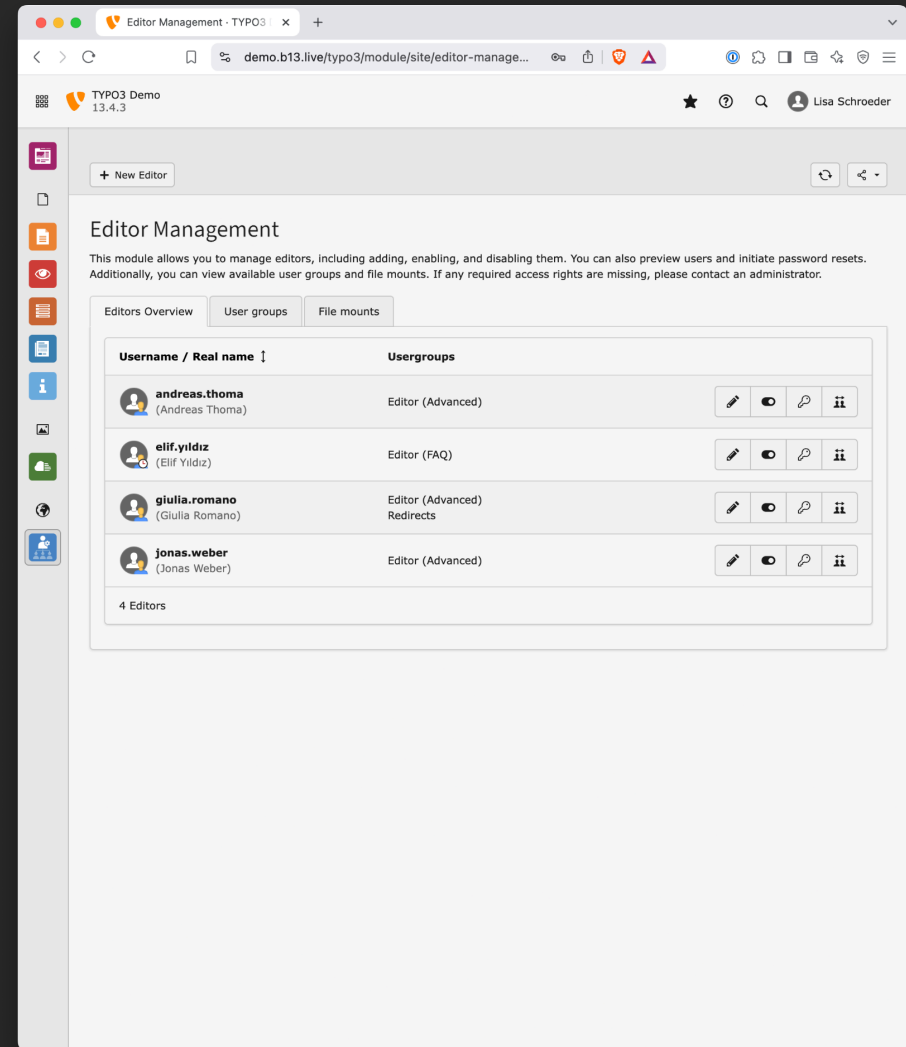 Editor Management · TYPO3
demo.b13.live/typo3/module/site/editor-manage...
TYPO3 Demo
13.4.3
Lisa Schroeder
New Editor
Editor Management
This module allows you to manage editors, including adding, enabling, and disabling them. You can also preview users and initiate password resets.
Additionally, you can view available user groups and file mounts. If any required access rights are missing, please contact an administrator.
Editors Overview
User groups
File mounts
Username / Real name
Usergroups
andreas.thoma
(Andreas Thoma)
Editor (Advanced)
elif.yıldız
(Elif Yıldız)
Editor (FAQ)
giulia.romano
(Giulia Romano)
Editor (Advanced)
Redirects
jonas.weber
(Jonas Weber)
Editor (Advanced)
4 Editors